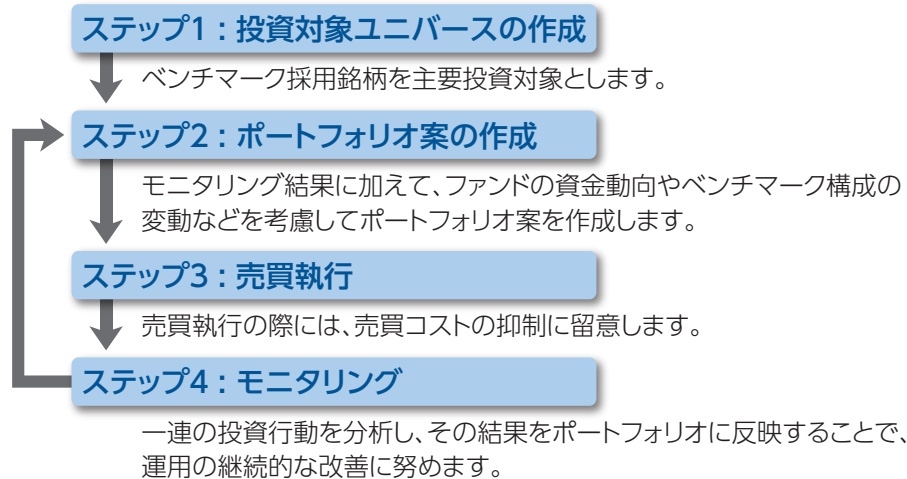 ステップ1：投資対象ユニバースの作成
ベンチマーク採用銘柄を主要投資対象とします。
ステップ2：ポートフォリオ案の作成
モニタリング結果に加えて、ファンドの資金動向やベンチマーク構成の
変動などを考慮してポートフォリオ案を作成します。
ステップ3：売買執行
売買執行の際には、売買コストの抑制に留意します。
ステップ4：モニタリング
一連の投資行動を分析し、その結果をポートフォリオに反映することで、
運用の継続的な改善に努めます。